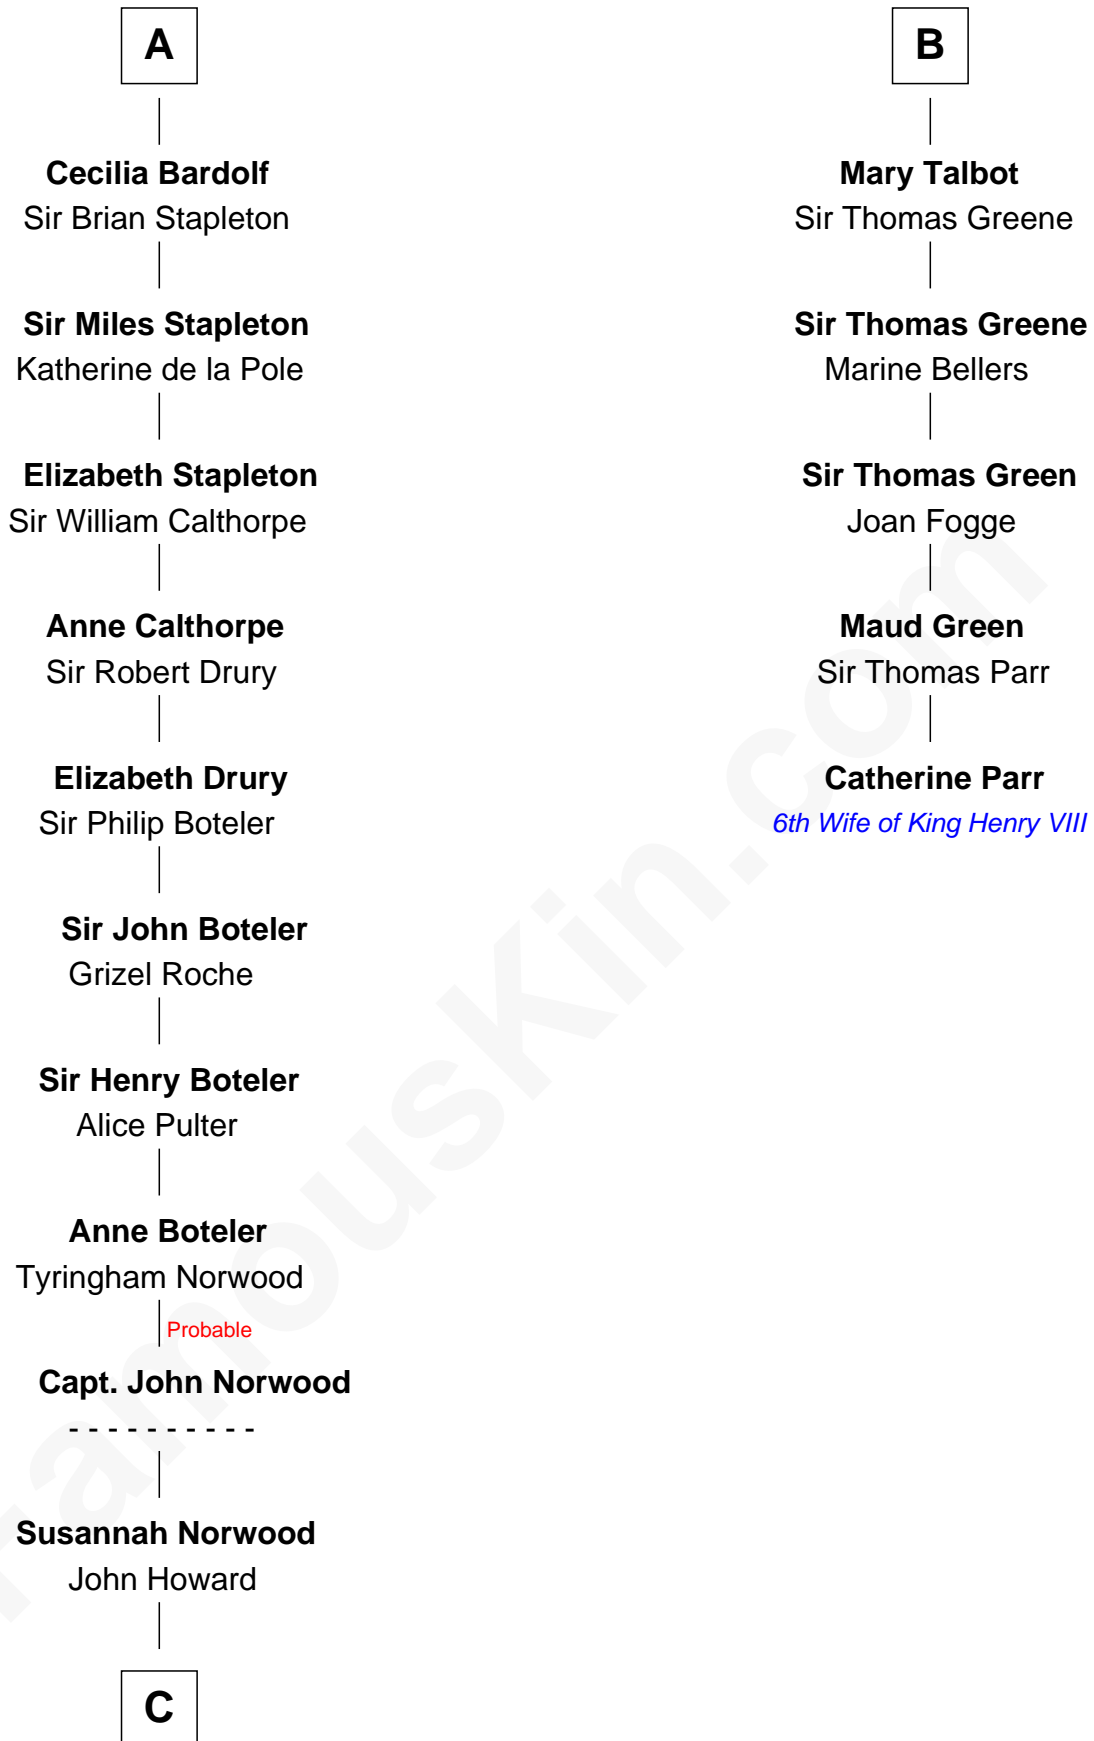 A
Cecilia Bardolf
Sir Brian Stapleton
Sir Miles Stapleton
Katherine de la Pole
Elizabeth Stapleton
Sir William Calthorpe
Anne Calthorpe
Sir Robert Drury
Elizabeth Drury
Sir Philip Boteler
Sir John Boteler
Grizel Roche
Sir Henry Boteler
Alice Pulter
Anne Boteler
Tyringham Norwood
Probable
Capt. John Norwood
- - - - - - - - - -
Susannah Norwood
John Howard
C
B
Mary Talbot
Sir Thomas Greene
Sir Thomas Greene
Marine Bellers
Sir Thomas Green
Joan Fogge
Maud Green
Sir Thomas Parr
Catherine Parr
6th Wife of King Henry VIII
FamousKin.com